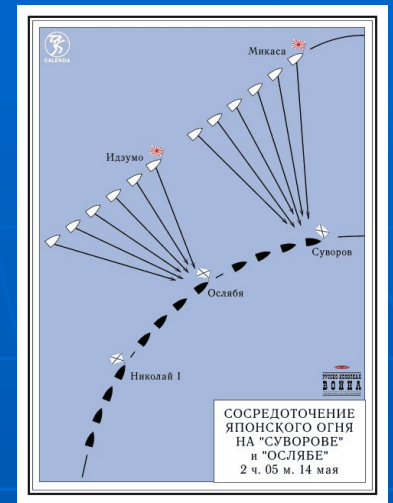 CALENDA
Микаса
Идзумо
Суворов
Ослябя
Николай I
РУССКО-ЯПОНСКАЯ
ВОЙНА
СОСРЕДОТОЧЕНИЕ
ЯПОНСКОГО ОГНЯ
НА "СУВОРОВЕ"
и "ОСЛЯБЕ"
2 ч. 05 м. 14 мая